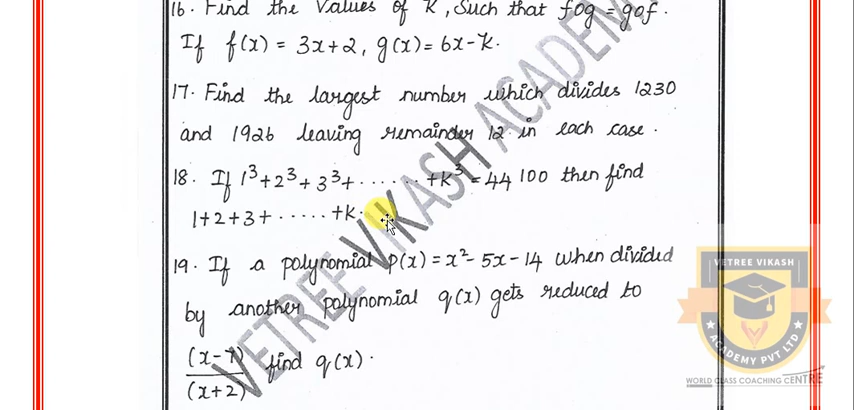 16. Find the values of K, Such that fog = gof.
If f(x) = 3x+2, g(x) = 6x-K.
17. Find the largest number which divides 1230
and 1926 leaving remainder 12 in each case.
18. If 1³+2³+3³+.......+k³=44100 then find
1+2+3+.....+k.
19. If a polynomial p(x) = x²-5x-14 when divided
by another polynomial q(x) gets reduced to
(x-7)
(x+2) find q(x).
VETREE VIKASH ACADEM
VETREE VIKASH
ACADEMY PVT LTD
WORLD CLASS COACHING CENTRE